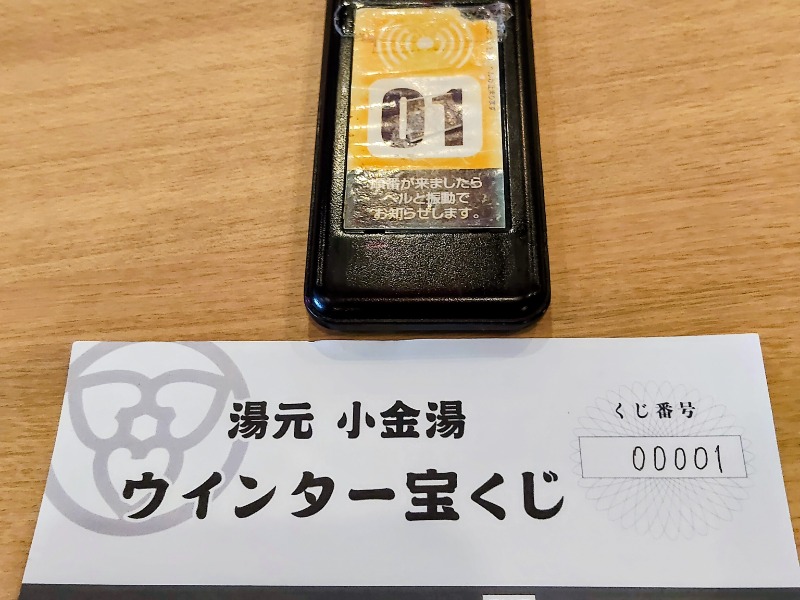 01
順番が来ましたら
ベルと振動で
お知らせします。
湯元 小金湯
ウインター宝くじ
くじ番号
00001